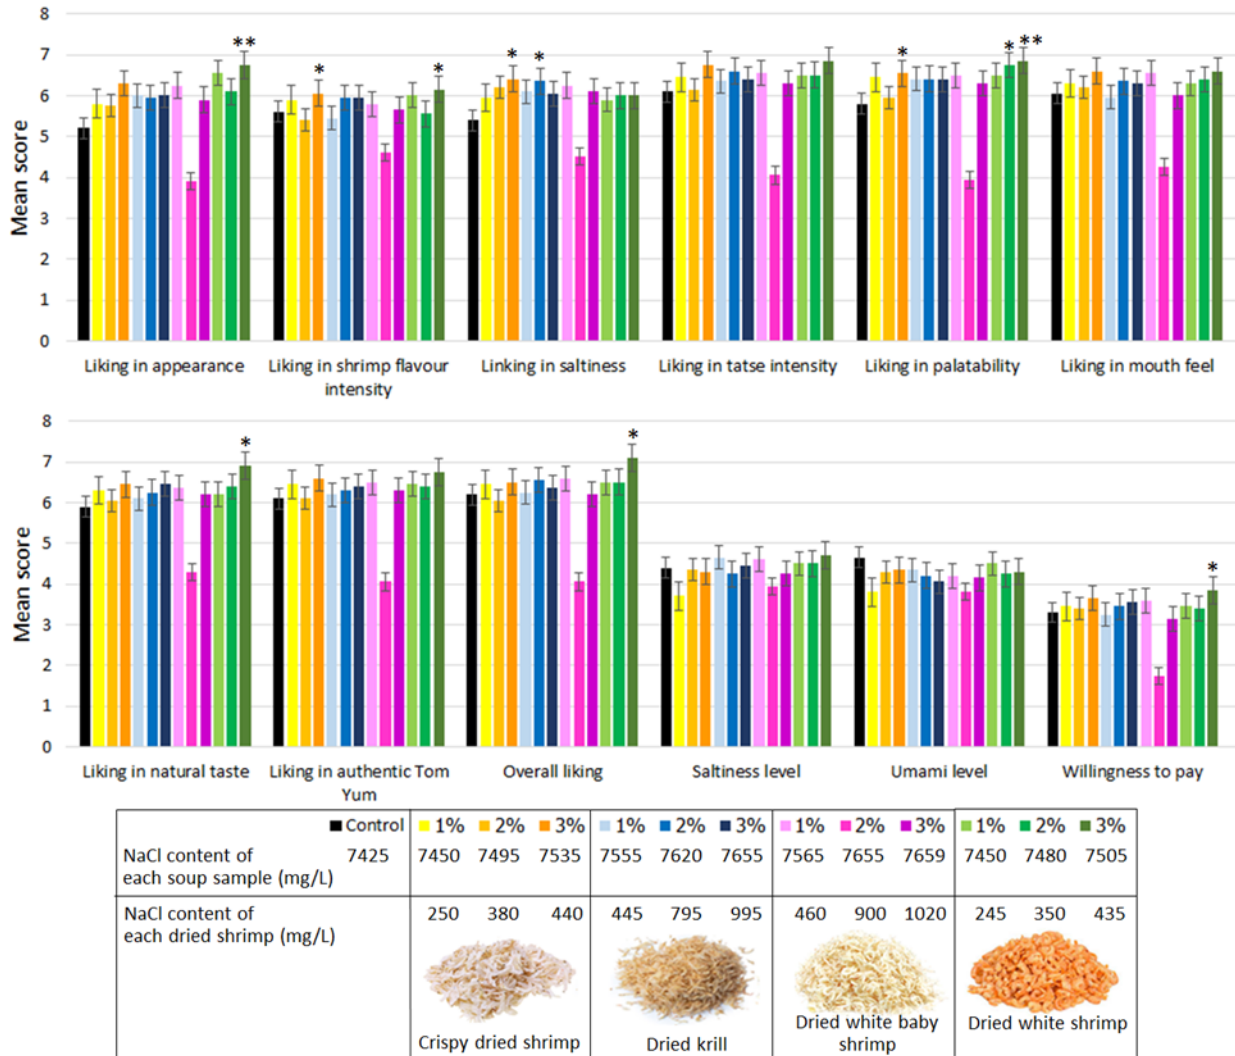 8
7
6
5
4
3
2
1
0
Mean score
** * * * * * * **
Liking in appearance Liking in shrimp flavour intensity Linking in saltiness Liking in tatse intensity Liking in palatability Liking in mouth feel
8
7
6
5
4
3
2
1
0
Mean score
* * *
Liking in natural taste Liking in authentic Tom Yum Overall liking Saltiness level Umami level Willingness to pay
Control 1% 2% 3% 1% 2% 3% 1% 2% 3% 1% 2% 3%
NaCl content of each soup sample (mg/L) 7425 7450 7495 7535 7555 7620 7655 7565 7655 7659 7450 7480 7505
NaCl content of each dried shrimp (mg/L) 250 380 440 445 795 995 460 900 1020 245 350 435
Crispy dried shrimp Dried krill Dried white baby shrimp Dried white shrimp